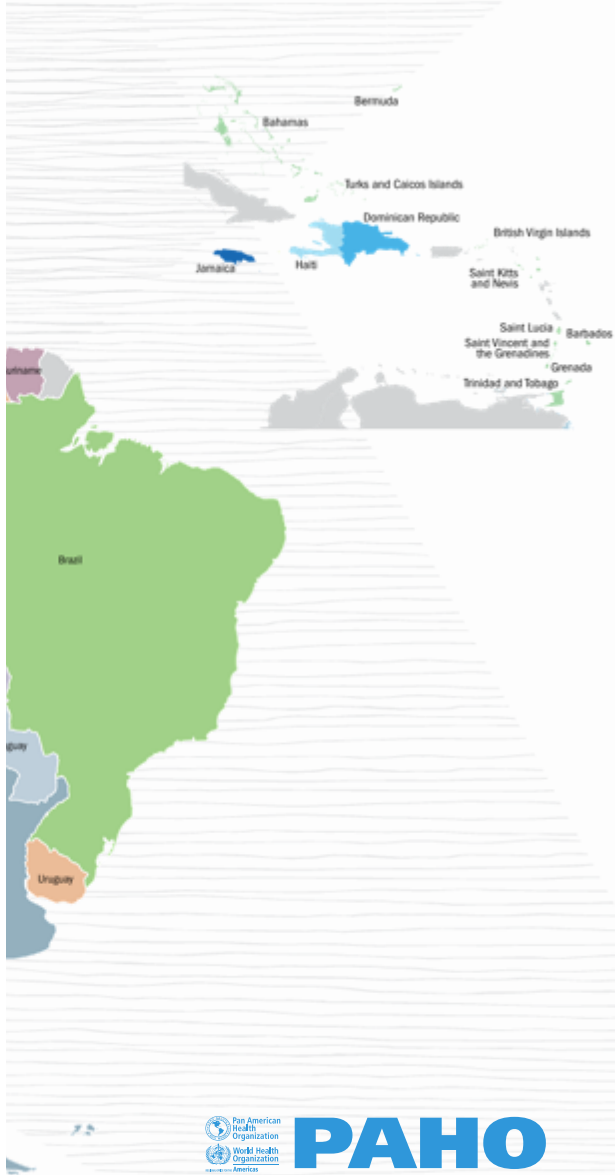 Bermuda
Bahamas
Turks and Caicos Islands
Dominican Republic
British Virgin Islands
Jamaica
Haiti
Saint Kitts
and Nevis
Saint Lucia
Barbados
Saint Vincent and
the Grenadines
Grenada
Trinidad and Tobago
uriname
Brazil
guay
Uruguay
Pan American
Health
Organization
World Health
Organization
Americas
PAHO